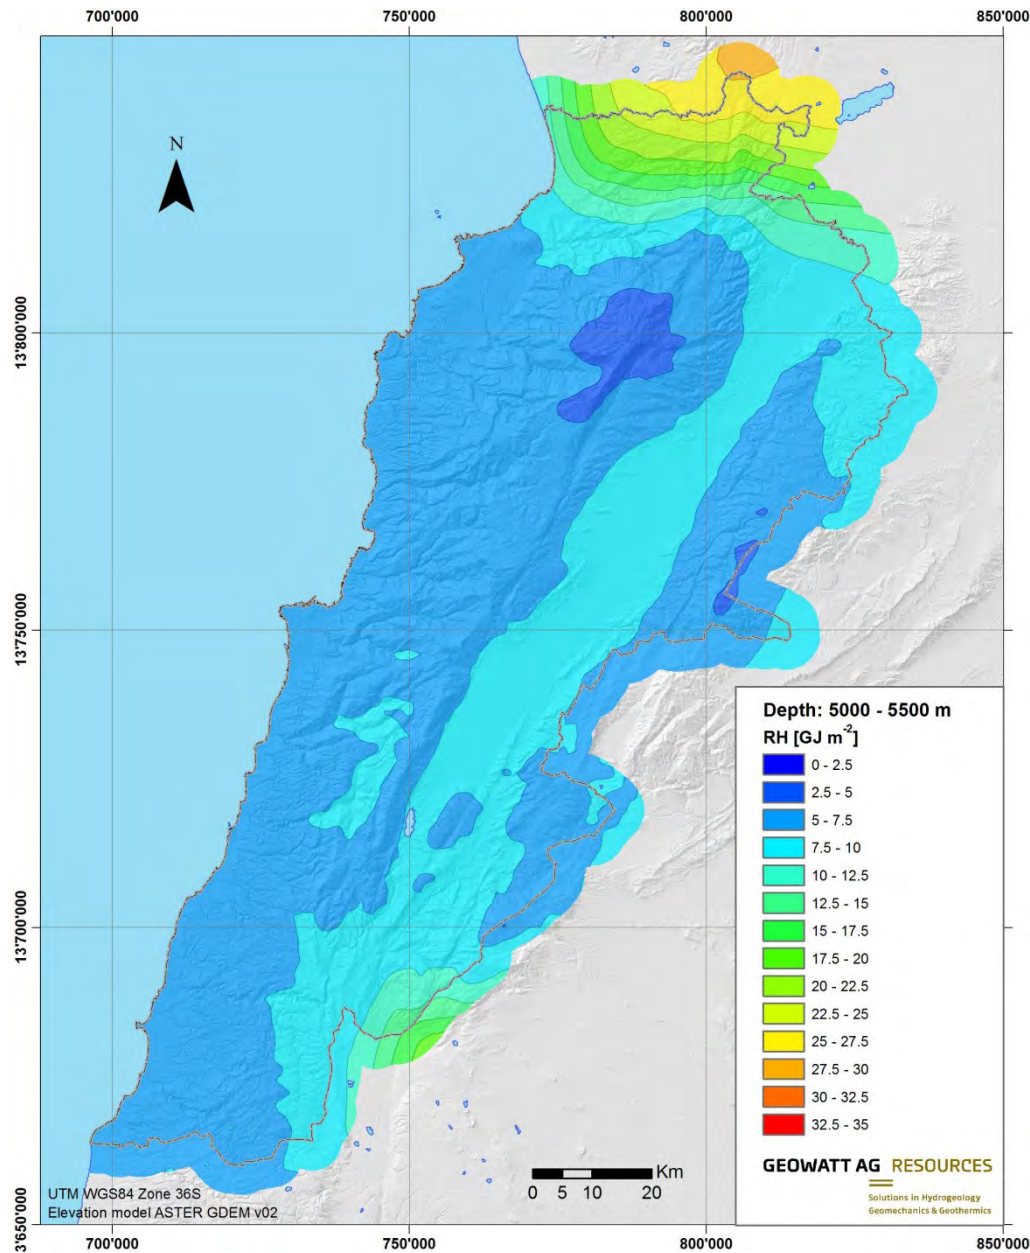 700'000 750'000 800'000 850'000
N
13'800'000
13'750'000
13'700'000
3'650'000
Depth: 5000 - 5500 m
RH [GJ m-2]
0 - 2.5
2.5 - 5
5 - 7.5
7.5 - 10
10 - 12.5
12.5 - 15
15 - 17.5
17.5 - 20
20 - 22.5
22.5 - 25
25 - 27.5
27.5 - 30
30 - 32.5
32.5 - 35
GEOWATT AG RESOURCES
Solutions in Hydrogeology
Geomechanics & Geothermics
Km
0 5 10 20
UTM WGS84 Zone 36S
Elevation model ASTER GDEM v02
700'000 750'000 800'000 850'000